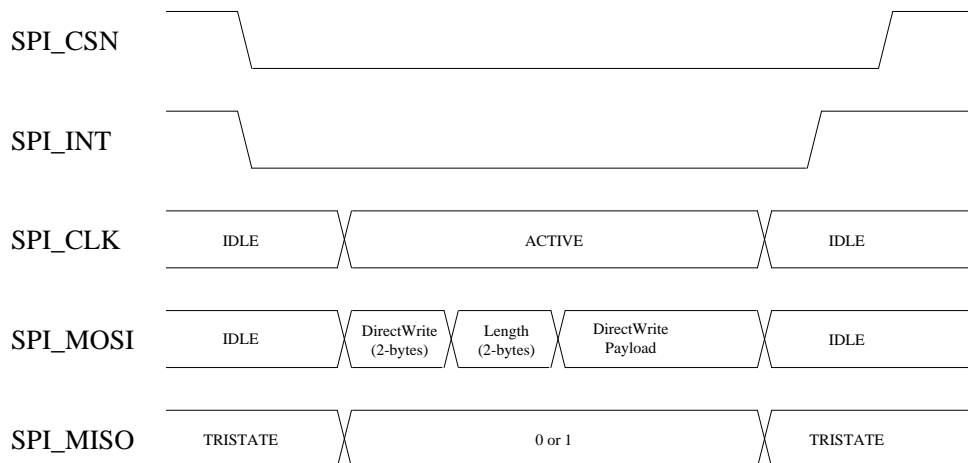 SPI_CSN
SPI_INT
SPI_CLK IDLE ACTIVE IDLE
SPI_MOSI IDLE DirectWrite (2-bytes) Length (2-bytes) DirectWrite Payload IDLE
SPI_MISO TRISTATE 0 or 1 TRISTATE